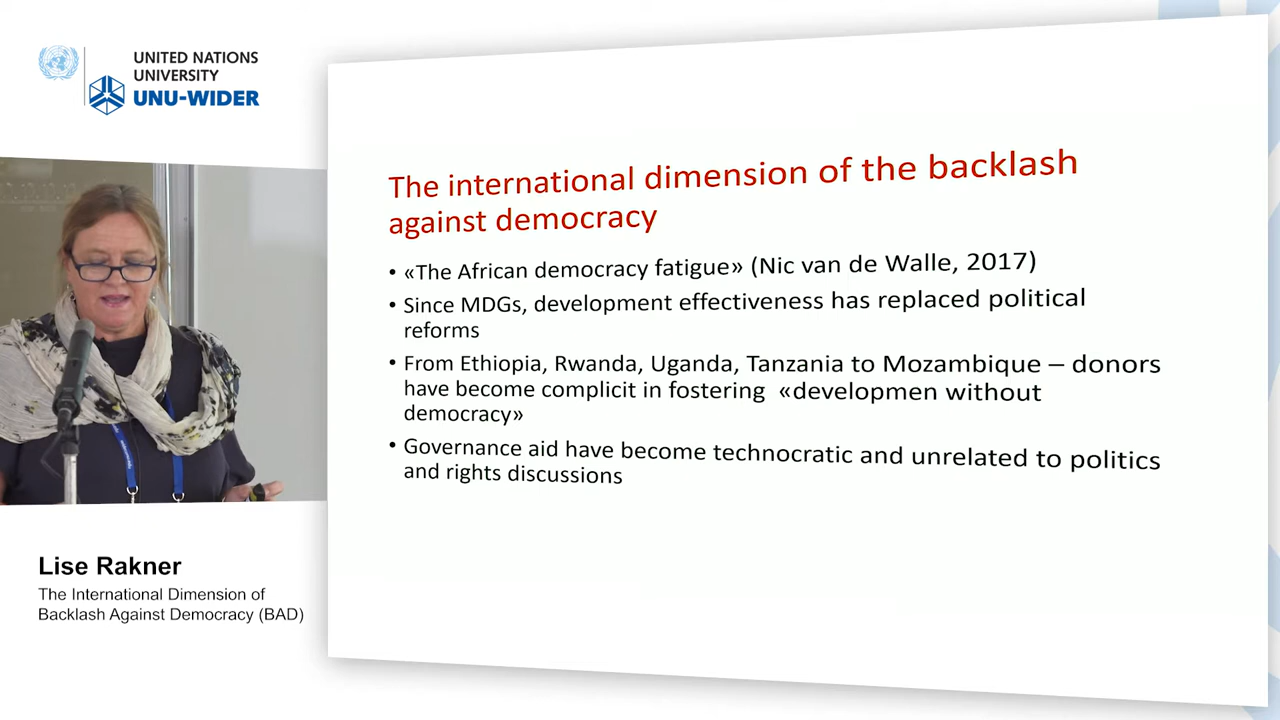 UNITED NATIONS
UNIVERSITY
UNU-WIDER
The international dimension of the backlash
against democracy
• «The African democracy fatigue» (Nic van de Walle, 2017)
• Since MDGs, development effectiveness has replaced political
reforms
• From Ethiopia, Rwanda, Uganda, Tanzania to Mozambique – donors
have become complicit in fostering «developmen without
democracy»
• Governance aid have become technocratic and unrelated to politics
and rights discussions
Lise Rakner
The International Dimension of
Backlash Against Democracy (BAD)